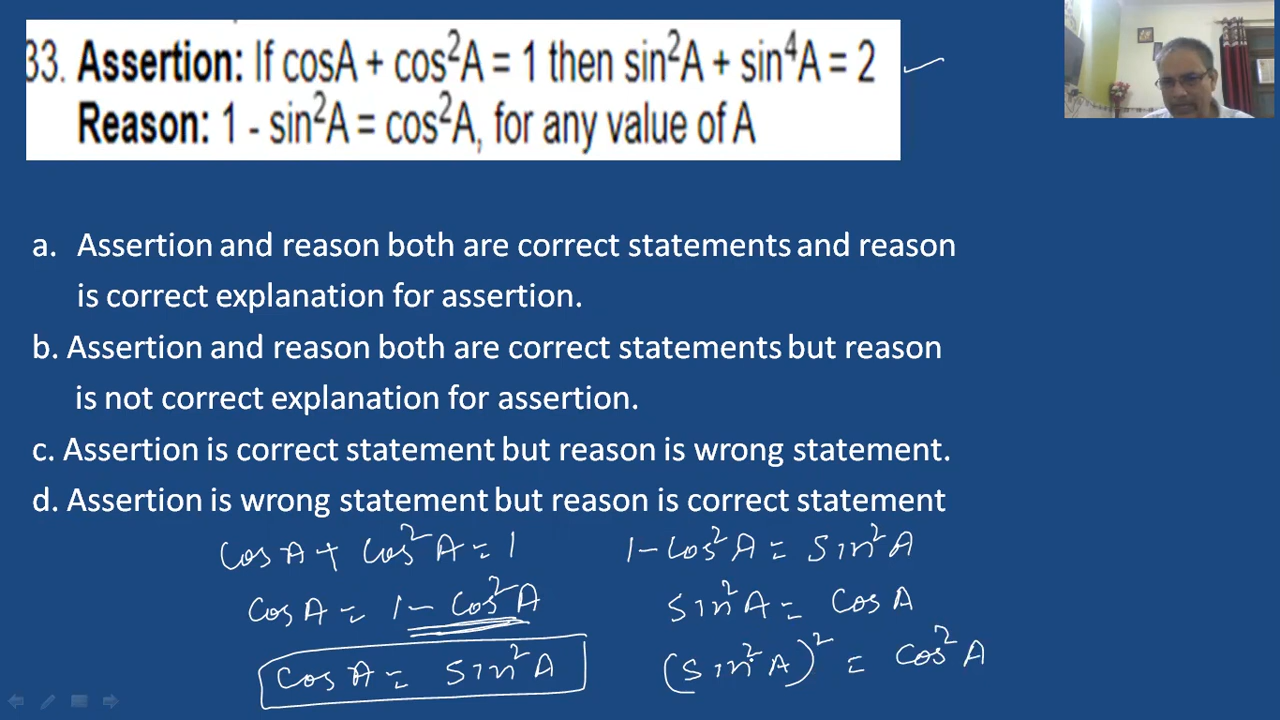 33. Assertion: If cosA + cos²A = 1 then sin²A + sin⁴A = 2
Reason: 1 - sin²A = cos²A, for any value of A
a. Assertion and reason both are correct statements and reason
is correct explanation for assertion.
b. Assertion and reason both are correct statements but reason
is not correct explanation for assertion.
c. Assertion is correct statement but reason is wrong statement.
d. Assertion is wrong statement but reason is correct statement
cos A + cos²A = 1
cos A = 1 - cos²A
cos A = sin²A
1 - cos²A = sin²A
sin²A = cos A
(sin²A)² = cos²A